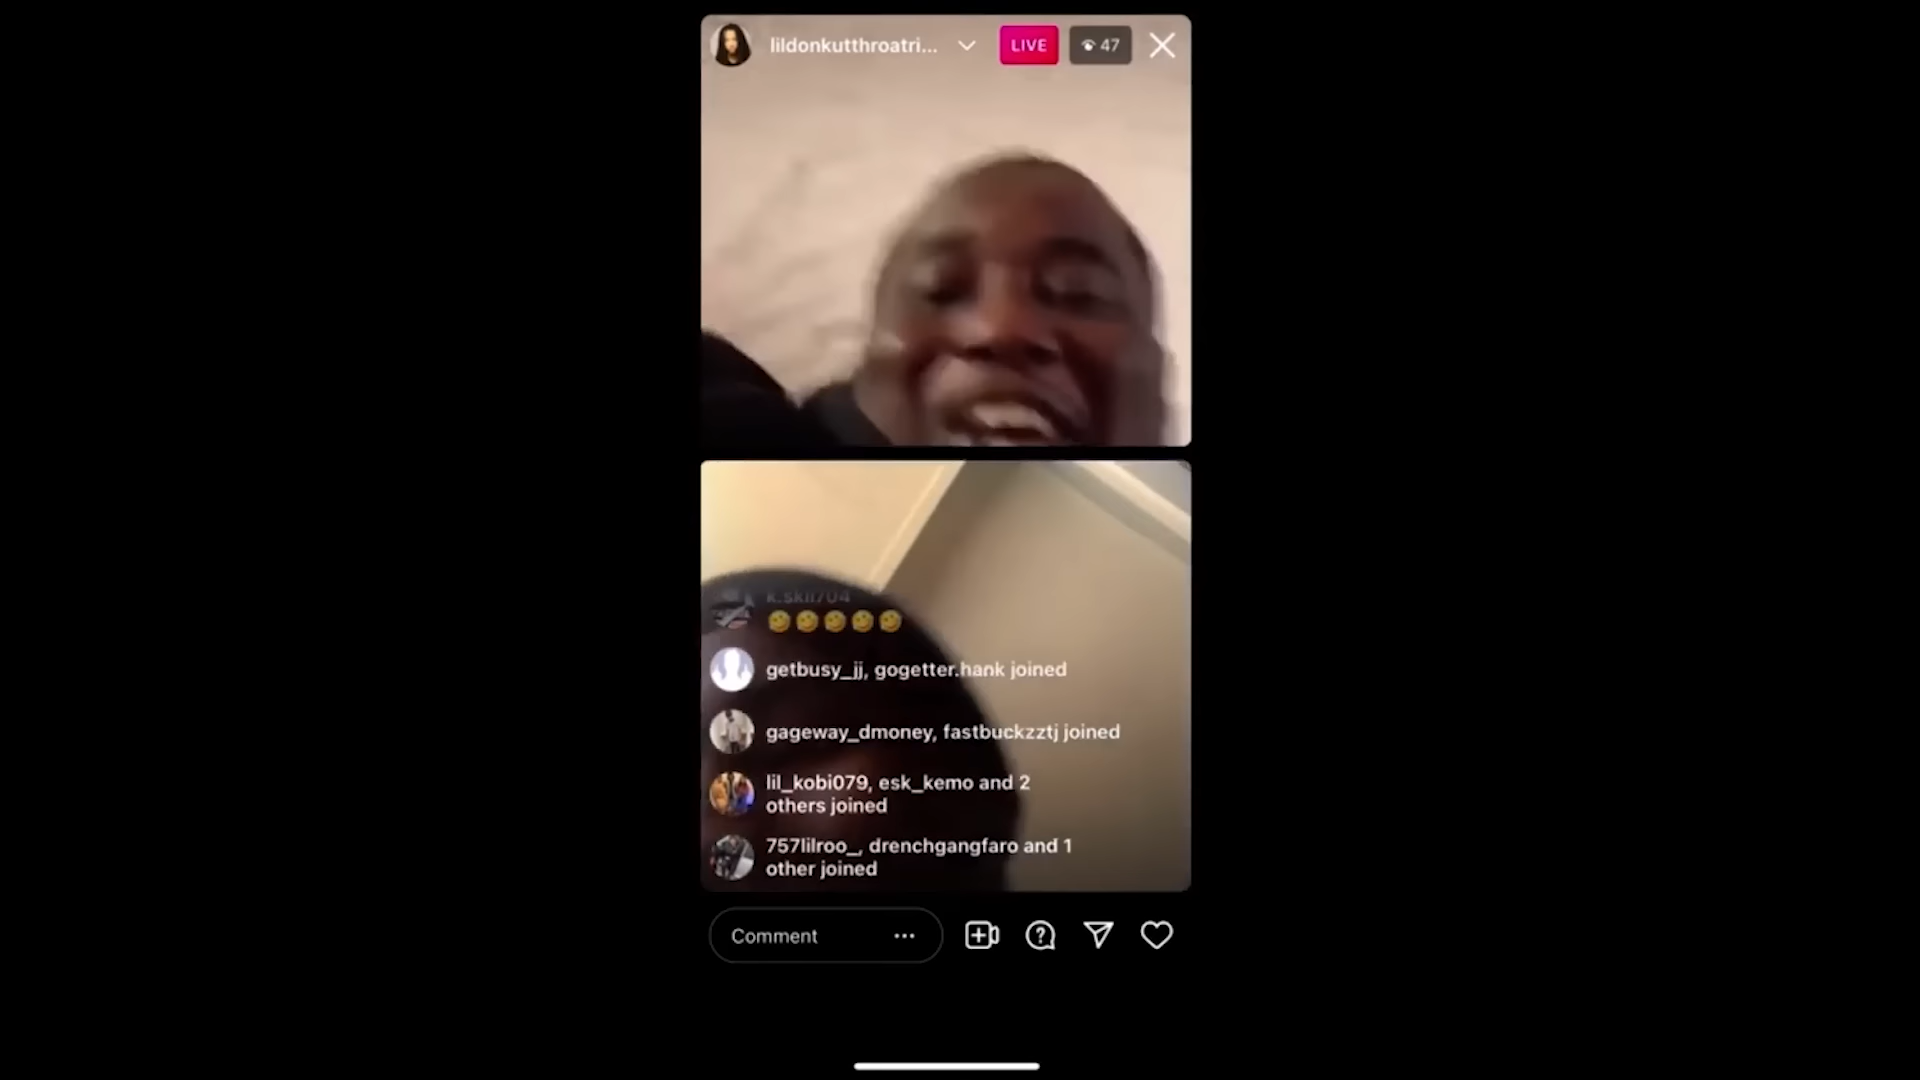 lildonkutthroatri...
LIVE
47
k.skii704
getbusy_jj, gogetter.hank joined
gageway_dmoney, fastbuckzztj joined
lil_kobi079, esk_kemo and 2
others joined
757lilroo_, drenchgangfaro and 1
other joined
Comment